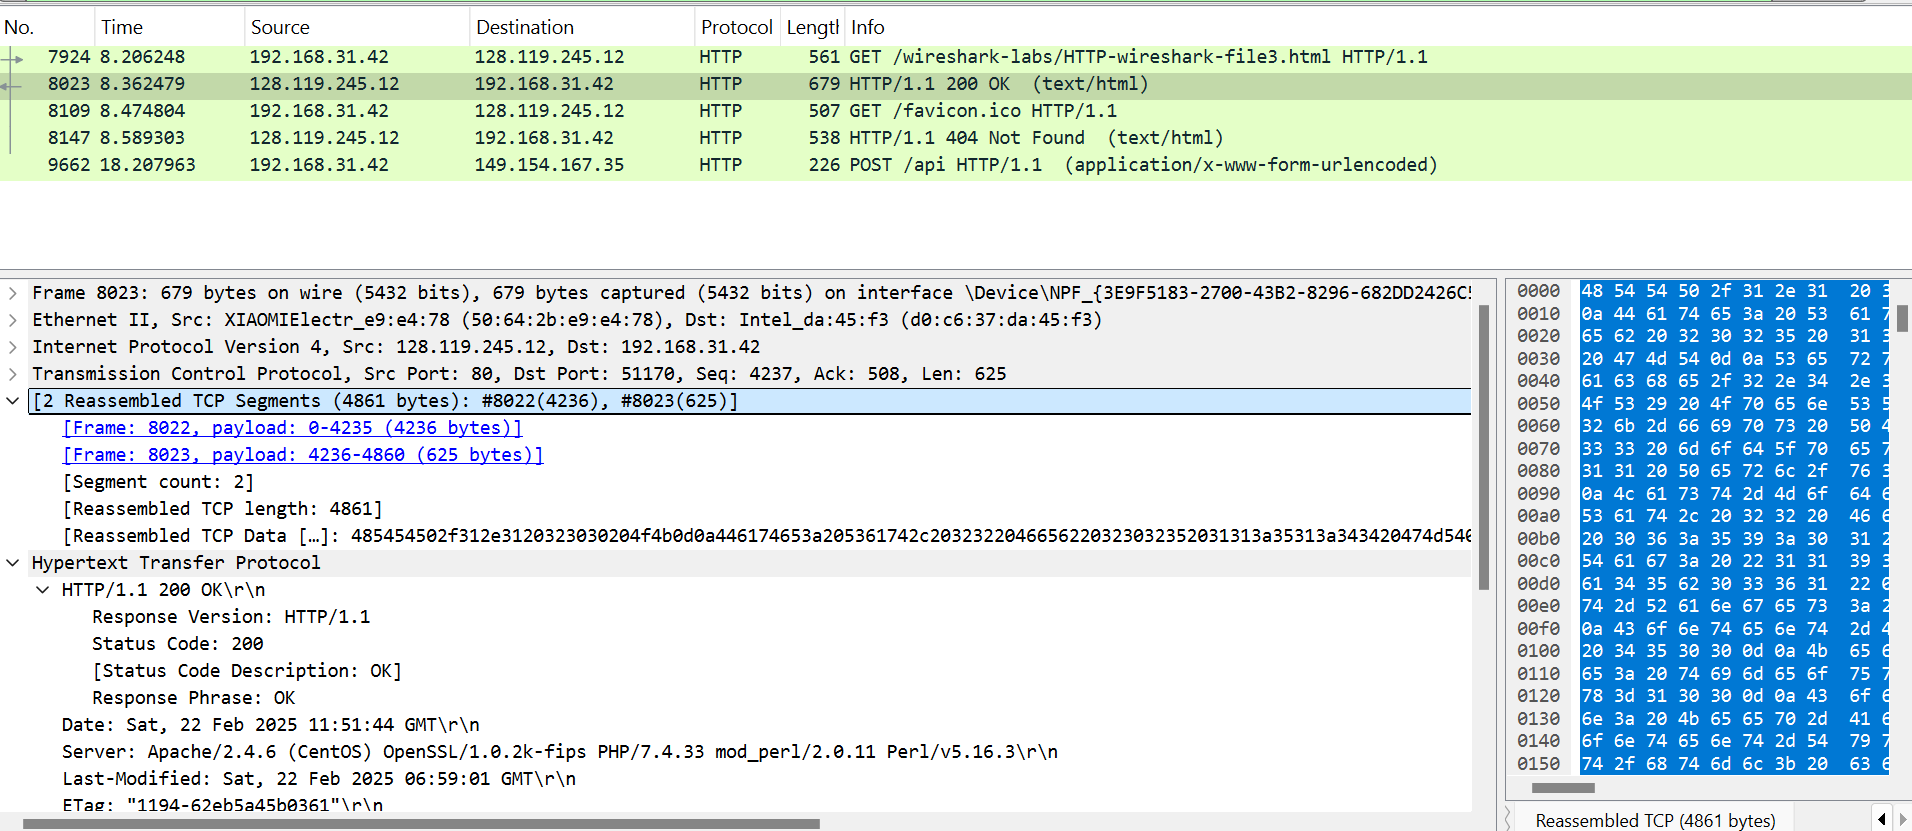 No. Time Source Destination Protocol Length Info
7924 8.206248 192.168.31.42 128.119.245.12 HTTP 561 GET /wireshark-labs/HTTP-wireshark-file3.html HTTP/1.1
8023 8.362479 128.119.245.12 192.168.31.42 HTTP 679 HTTP/1.1 200 OK (text/html)
8109 8.474804 192.168.31.42 128.119.245.12 HTTP 507 GET /favicon.ico HTTP/1.1
8147 8.589303 128.119.245.12 192.168.31.42 HTTP 538 HTTP/1.1 404 Not Found (text/html)
9662 18.207963 192.168.31.42 149.154.167.35 HTTP 226 POST /api HTTP/1.1 (application/x-www-form-urlencoded)
Frame 8023: 679 bytes on wire (5432 bits), 679 bytes captured (5432 bits) on interface \Device\NPF_{3E9F5183-2700-43B2-8296-682DD2426C5
Ethernet II, Src: XIAOMIElectr_e9:e4:78 (50:64:2b:e9:e4:78), Dst: Intel_da:45:f3 (d0:c6:37:da:45:f3)
Internet Protocol Version 4, Src: 128.119.245.12, Dst: 192.168.31.42
Transmission Control Protocol, Src Port: 80, Dst Port: 51170, Seq: 4237, Ack: 508, Len: 625
[2 Reassembled TCP Segments (4861 bytes): #8022(4236), #8023(625)]
[Frame: 8022, payload: 0-4235 (4236 bytes)]
[Frame: 8023, payload: 4236-4860 (625 bytes)]
[Segment count: 2]
[Reassembled TCP length: 4861]
[Reassembled TCP Data […]: 485454502f312e3120323030204f4b0d0a446174653a205361742c2032322046656220323032352031313a35313a343420474d540
Hypertext Transfer Protocol
HTTP/1.1 200 OK\r\n
Response Version: HTTP/1.1
Status Code: 200
[Status Code Description: OK]
Response Phrase: OK
Date: Sat, 22 Feb 2025 11:51:44 GMT\r\n
Server: Apache/2.4.6 (CentOS) OpenSSL/1.0.2k-fips PHP/7.4.33 mod_perl/2.0.11 Perl/v5.16.3\r\n
Last-Modified: Sat, 22 Feb 2025 06:59:01 GMT\r\n
ETag: "1194-62eb5a45b0361"\r\n
0000 48 54 54 50 2f 31 2e 31 20 3
0010 0a 44 61 74 65 3a 20 53 61 7
0020 65 62 20 32 30 32 35 20 31 3
0030 20 47 4d 54 0d 0a 53 65 72 7
0040 61 63 68 65 2f 32 2e 34 2e 3
0050 4f 53 29 20 4f 70 65 6e 53 5
0060 32 6b 2d 66 69 70 73 20 50 4
0070 33 33 20 6d 6f 64 5f 70 65 7
0080 31 31 20 50 65 72 6c 2f 76 3
0090 0a 4c 61 73 74 2d 4d 6f 64 6
00a0 53 61 74 2c 20 32 32 20 46 6
00b0 20 30 36 3a 35 39 3a 30 31 2
00c0 54 61 67 3a 20 22 31 31 39 3
00d0 61 34 35 62 30 33 36 31 22 0
00e0 74 2d 52 61 6e 67 65 73 3a 2
00f0 0a 43 6f 6e 74 65 6e 74 2d 4
0100 20 34 35 30 30 0d 0a 4b 65 6
0110 65 3a 20 74 69 6d 65 6f 75 7
0120 78 3d 31 30 30 0d 0a 43 6f 6
0130 6e 3a 20 4b 65 65 70 2d 41 6
0140 6f 6e 74 65 6e 74 2d 54 79 7
0150 74 2f 68 74 6d 6c 3b 20 63 6
Reassembled TCP (4861 bytes)